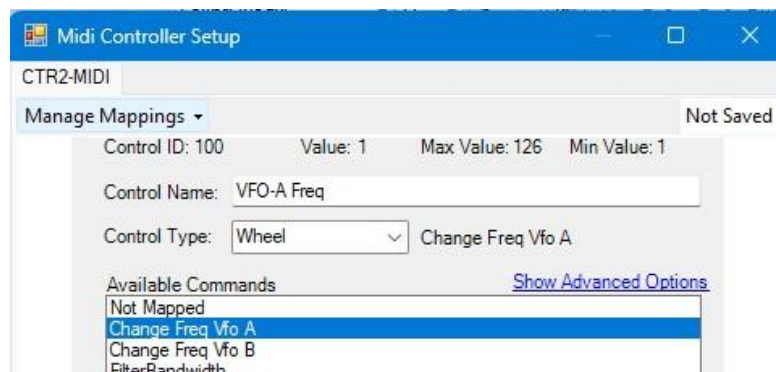 Midi Controller Setup
CTR2-MIDI
Manage Mappings Not Saved
Control ID: 100 Value: 1 Max Value: 126 Min Value: 1
Control Name: VFO-A Freq
Control Type: Wheel Change Freq Vfo A
Available Commands Show Advanced Options
Not Mapped
Change Freq Vfo A
Change Freq Vfo B
FilterBandwidth